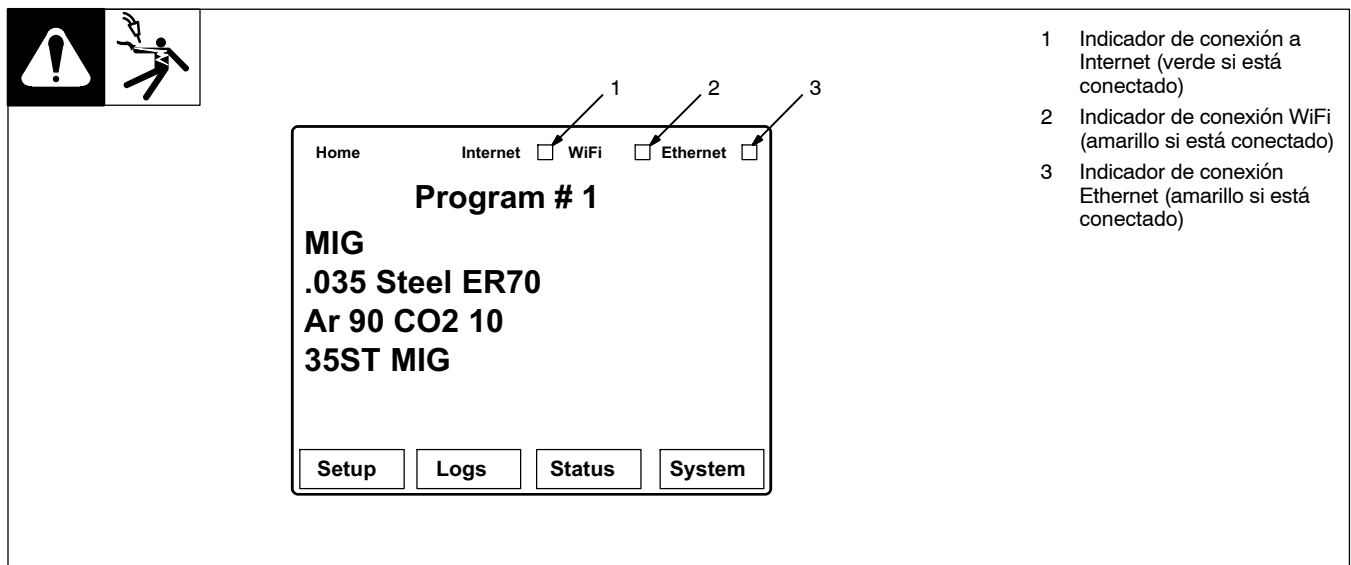 1 2 3
Home Internet WiFi Ethernet
Program # 1
MIG
.035 Steel ER70
Ar 90 CO2 10
35ST MIG
Setup Logs Status System
1 Indicador de conexión a
Internet (verde si está
conectado)
2 Indicador de conexión WiFi
(amarillo si está conectado)
3 Indicador de conexión
Ethernet (amarillo si está
conectado)